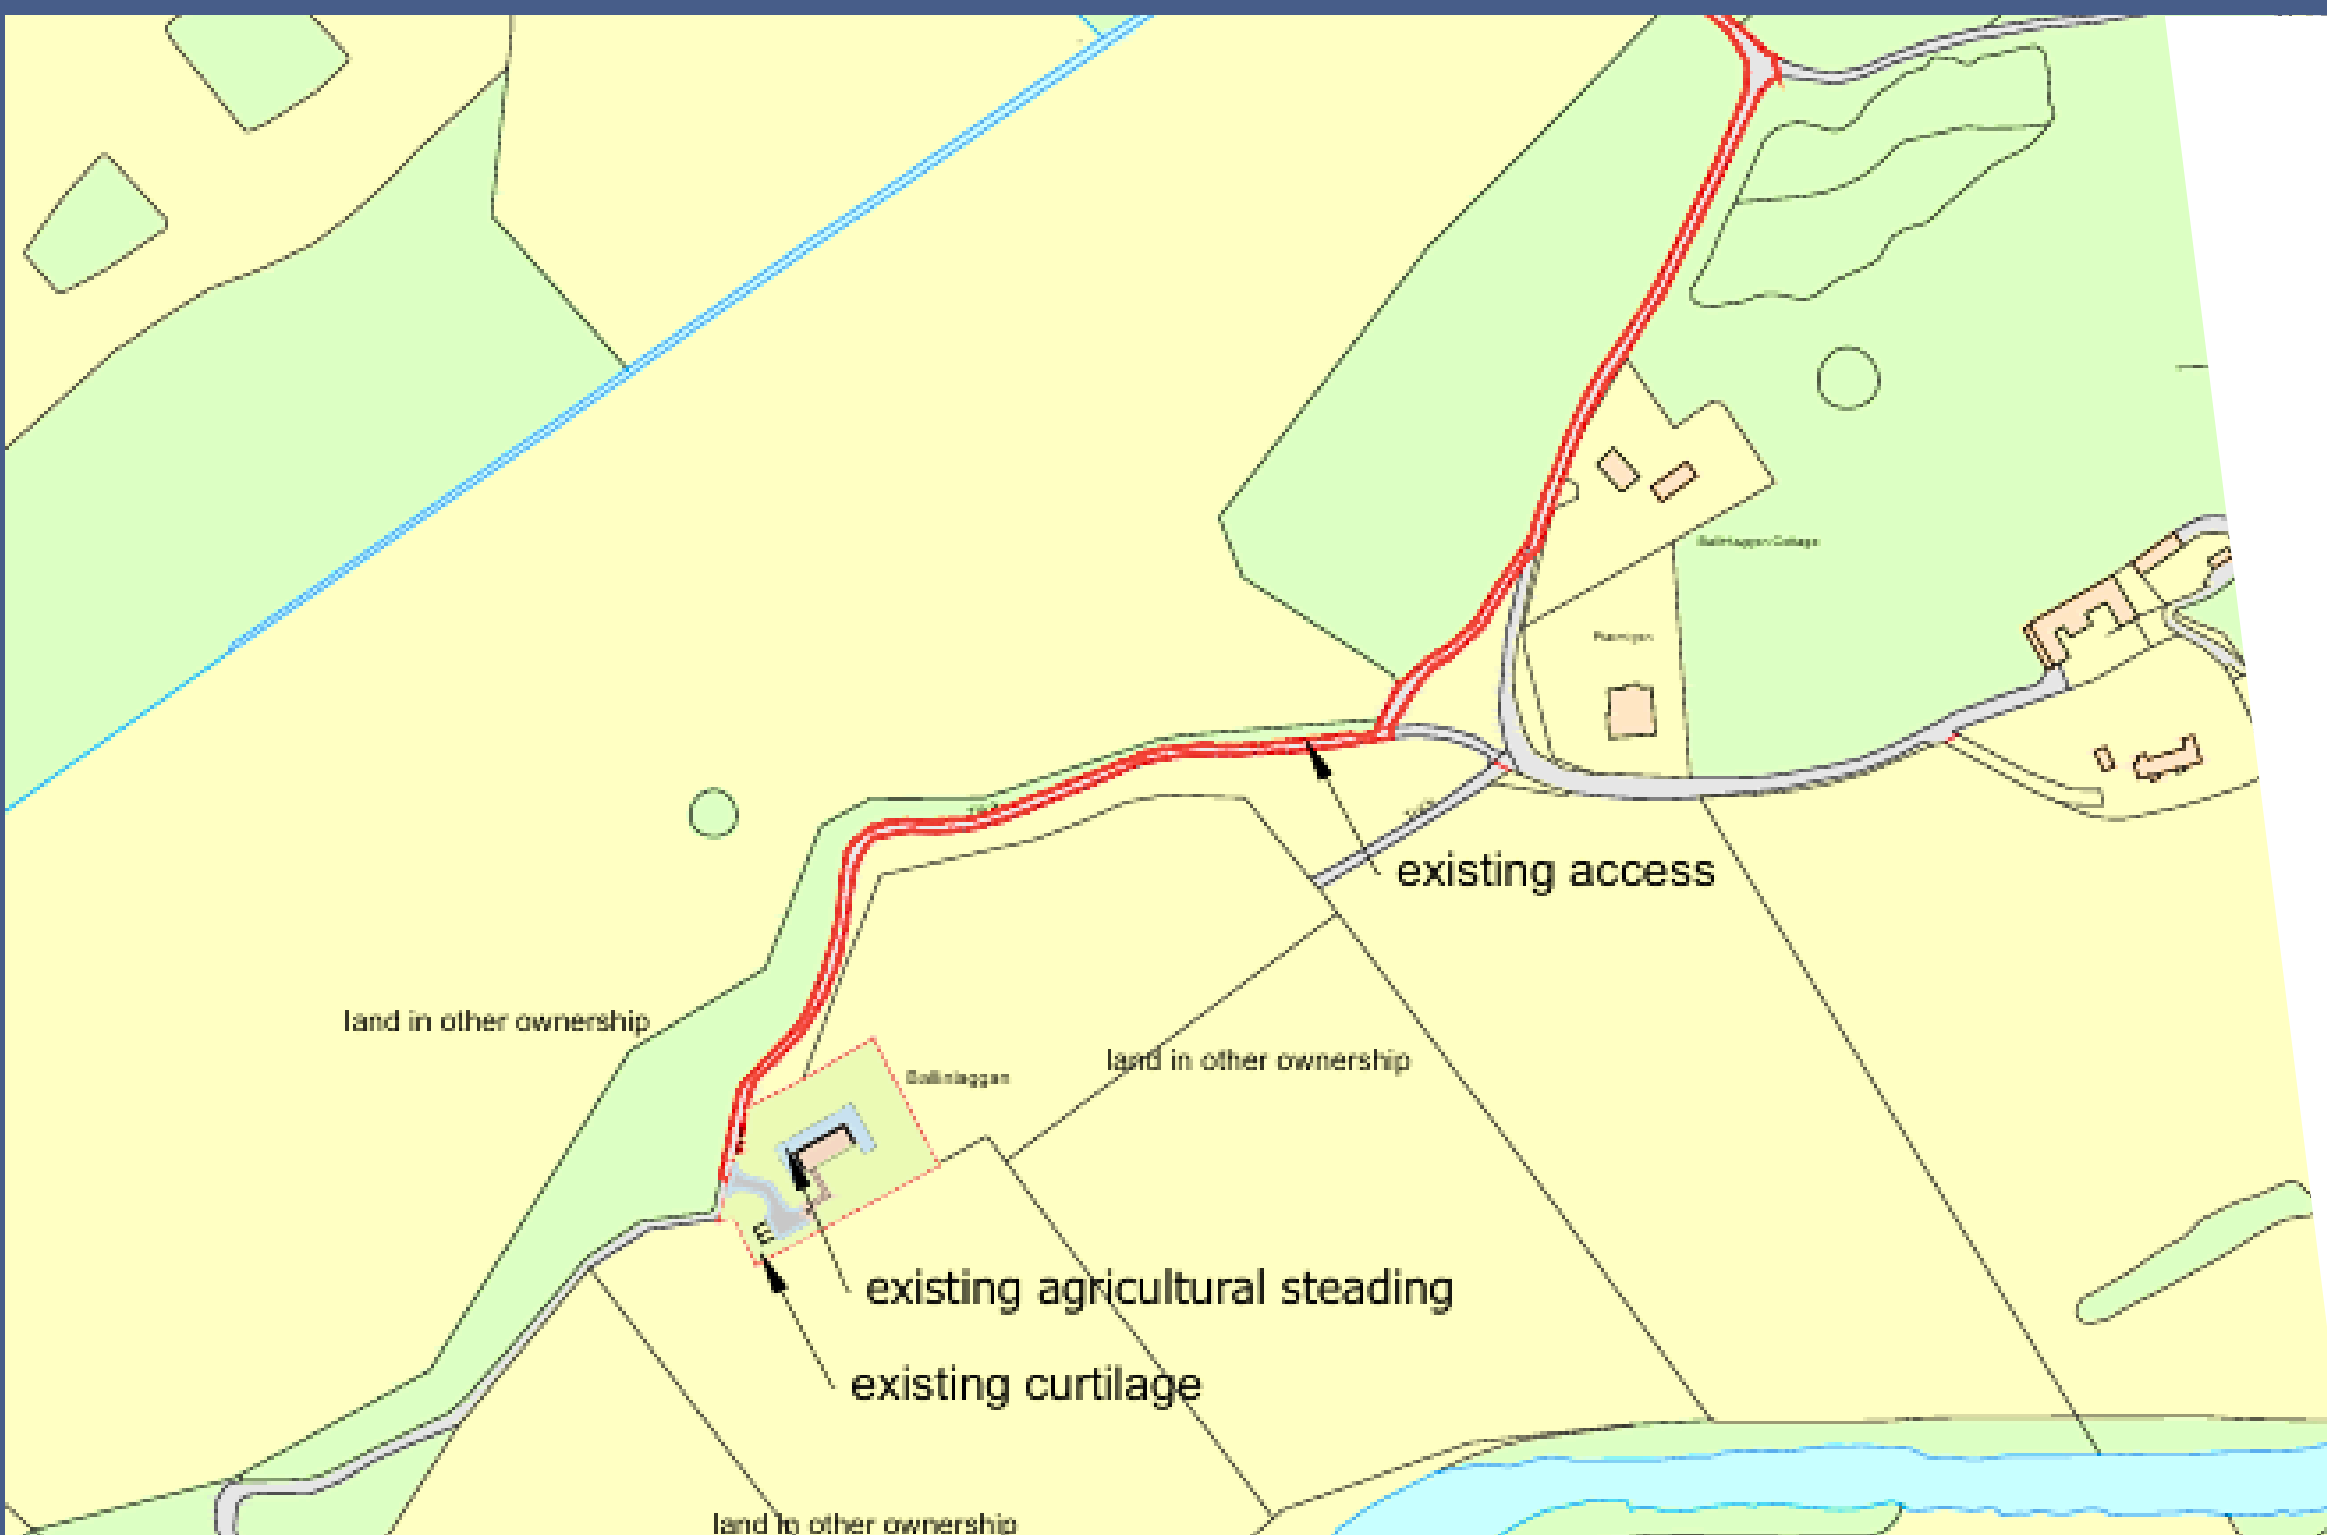 existing access
land in other ownership
land in other ownership
Ballinlaggan
existing agricultural steading
existing curtilage
land in other ownership